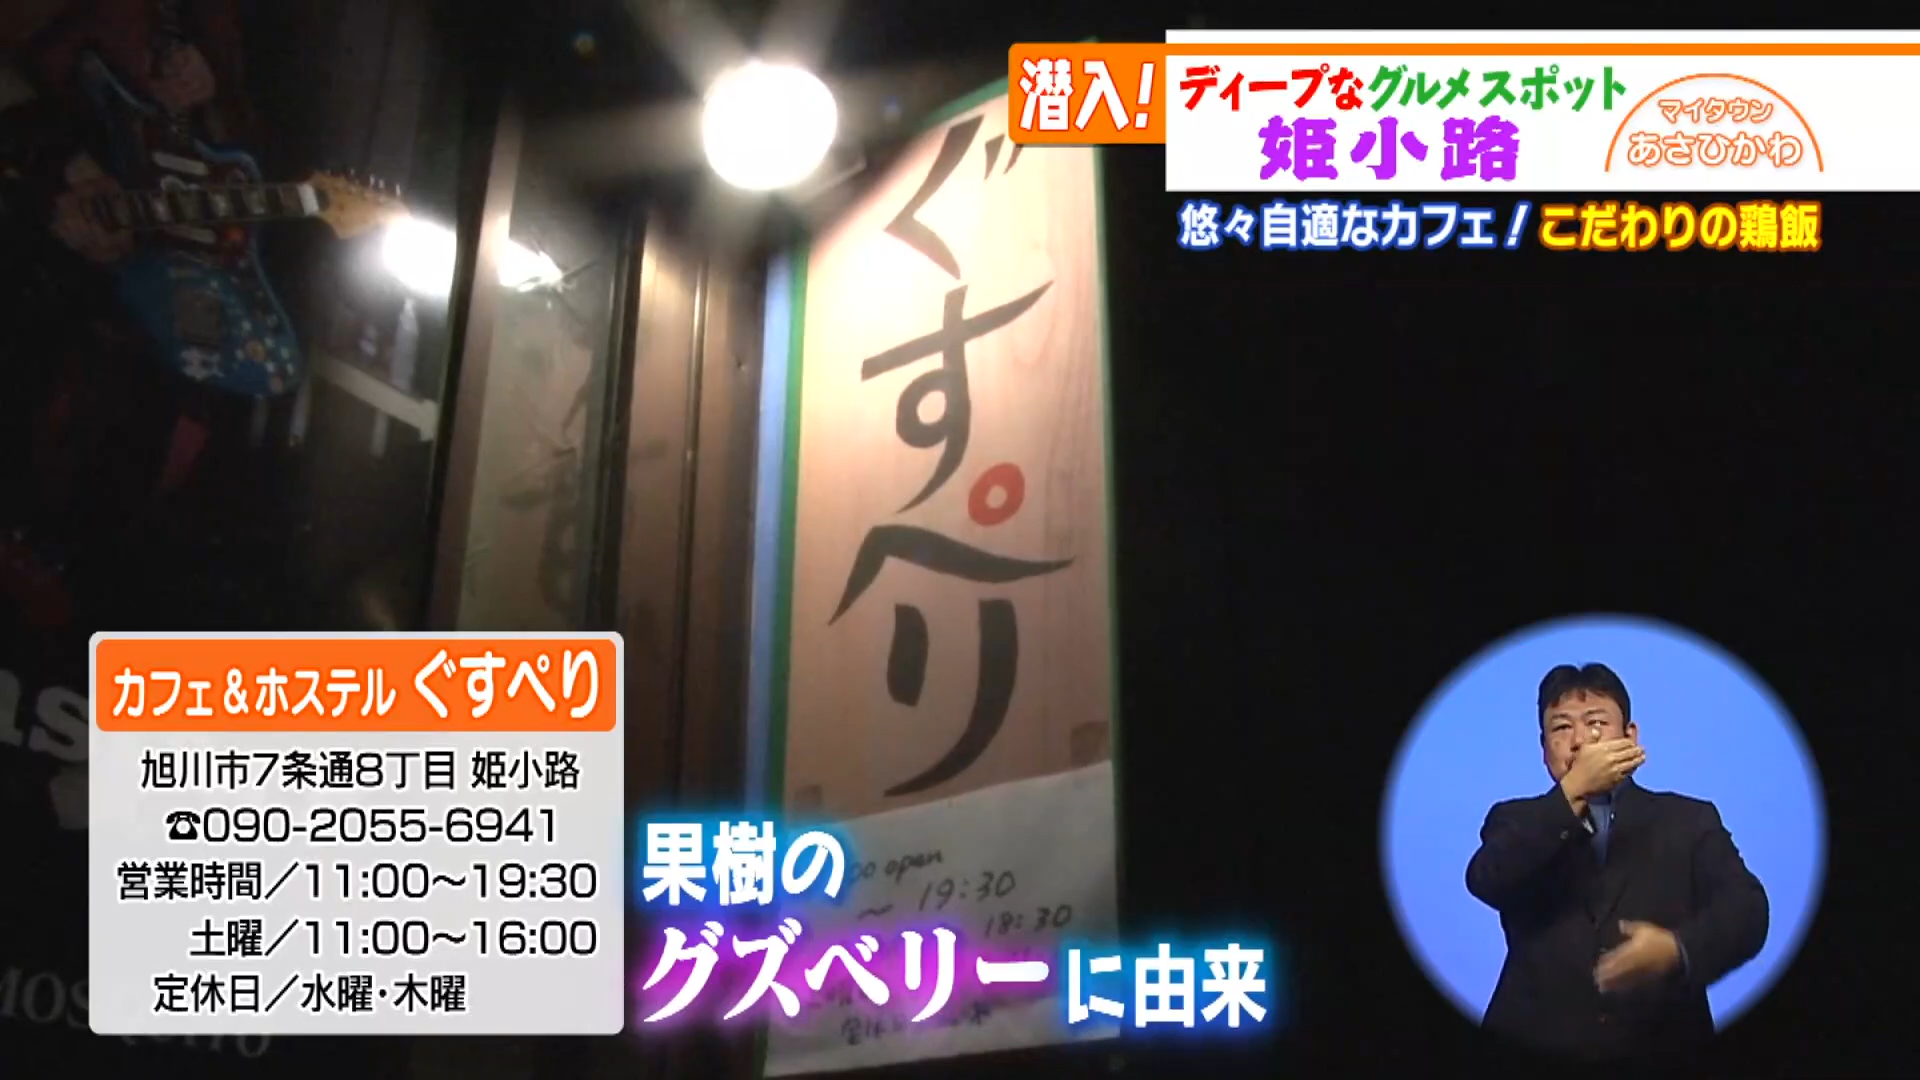 潜入!
ディープなグルメスポット
姫小路
マイタウン
あさひかわ
悠々自適なカフェ!こだわりの鶏飯
ぐすぺり
open
～19:30
18:30
カフェ&ホステル ぐすぺり
旭川市7条通8丁目 姫小路
☎090-2055-6941
営業時間／11:00～19:30
土曜／11:00～16:00
定休日／水曜・木曜
果樹の
グズベリーに由来